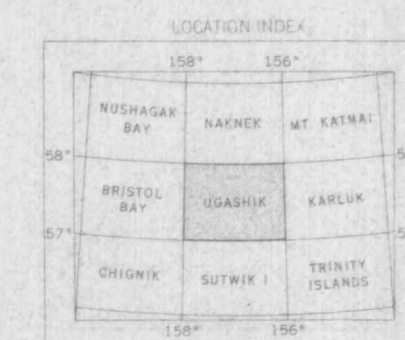 LOCATION INDEX
158° 156°
NUSHAGAK
BAY
NAKNEK
MT. KATMAI
58°
BRISTOL
BAY
UGASHIK
KARLUK
57°
CHIGNIK
SUTWIK I
TRINITY
ISLANDS
158° 156°